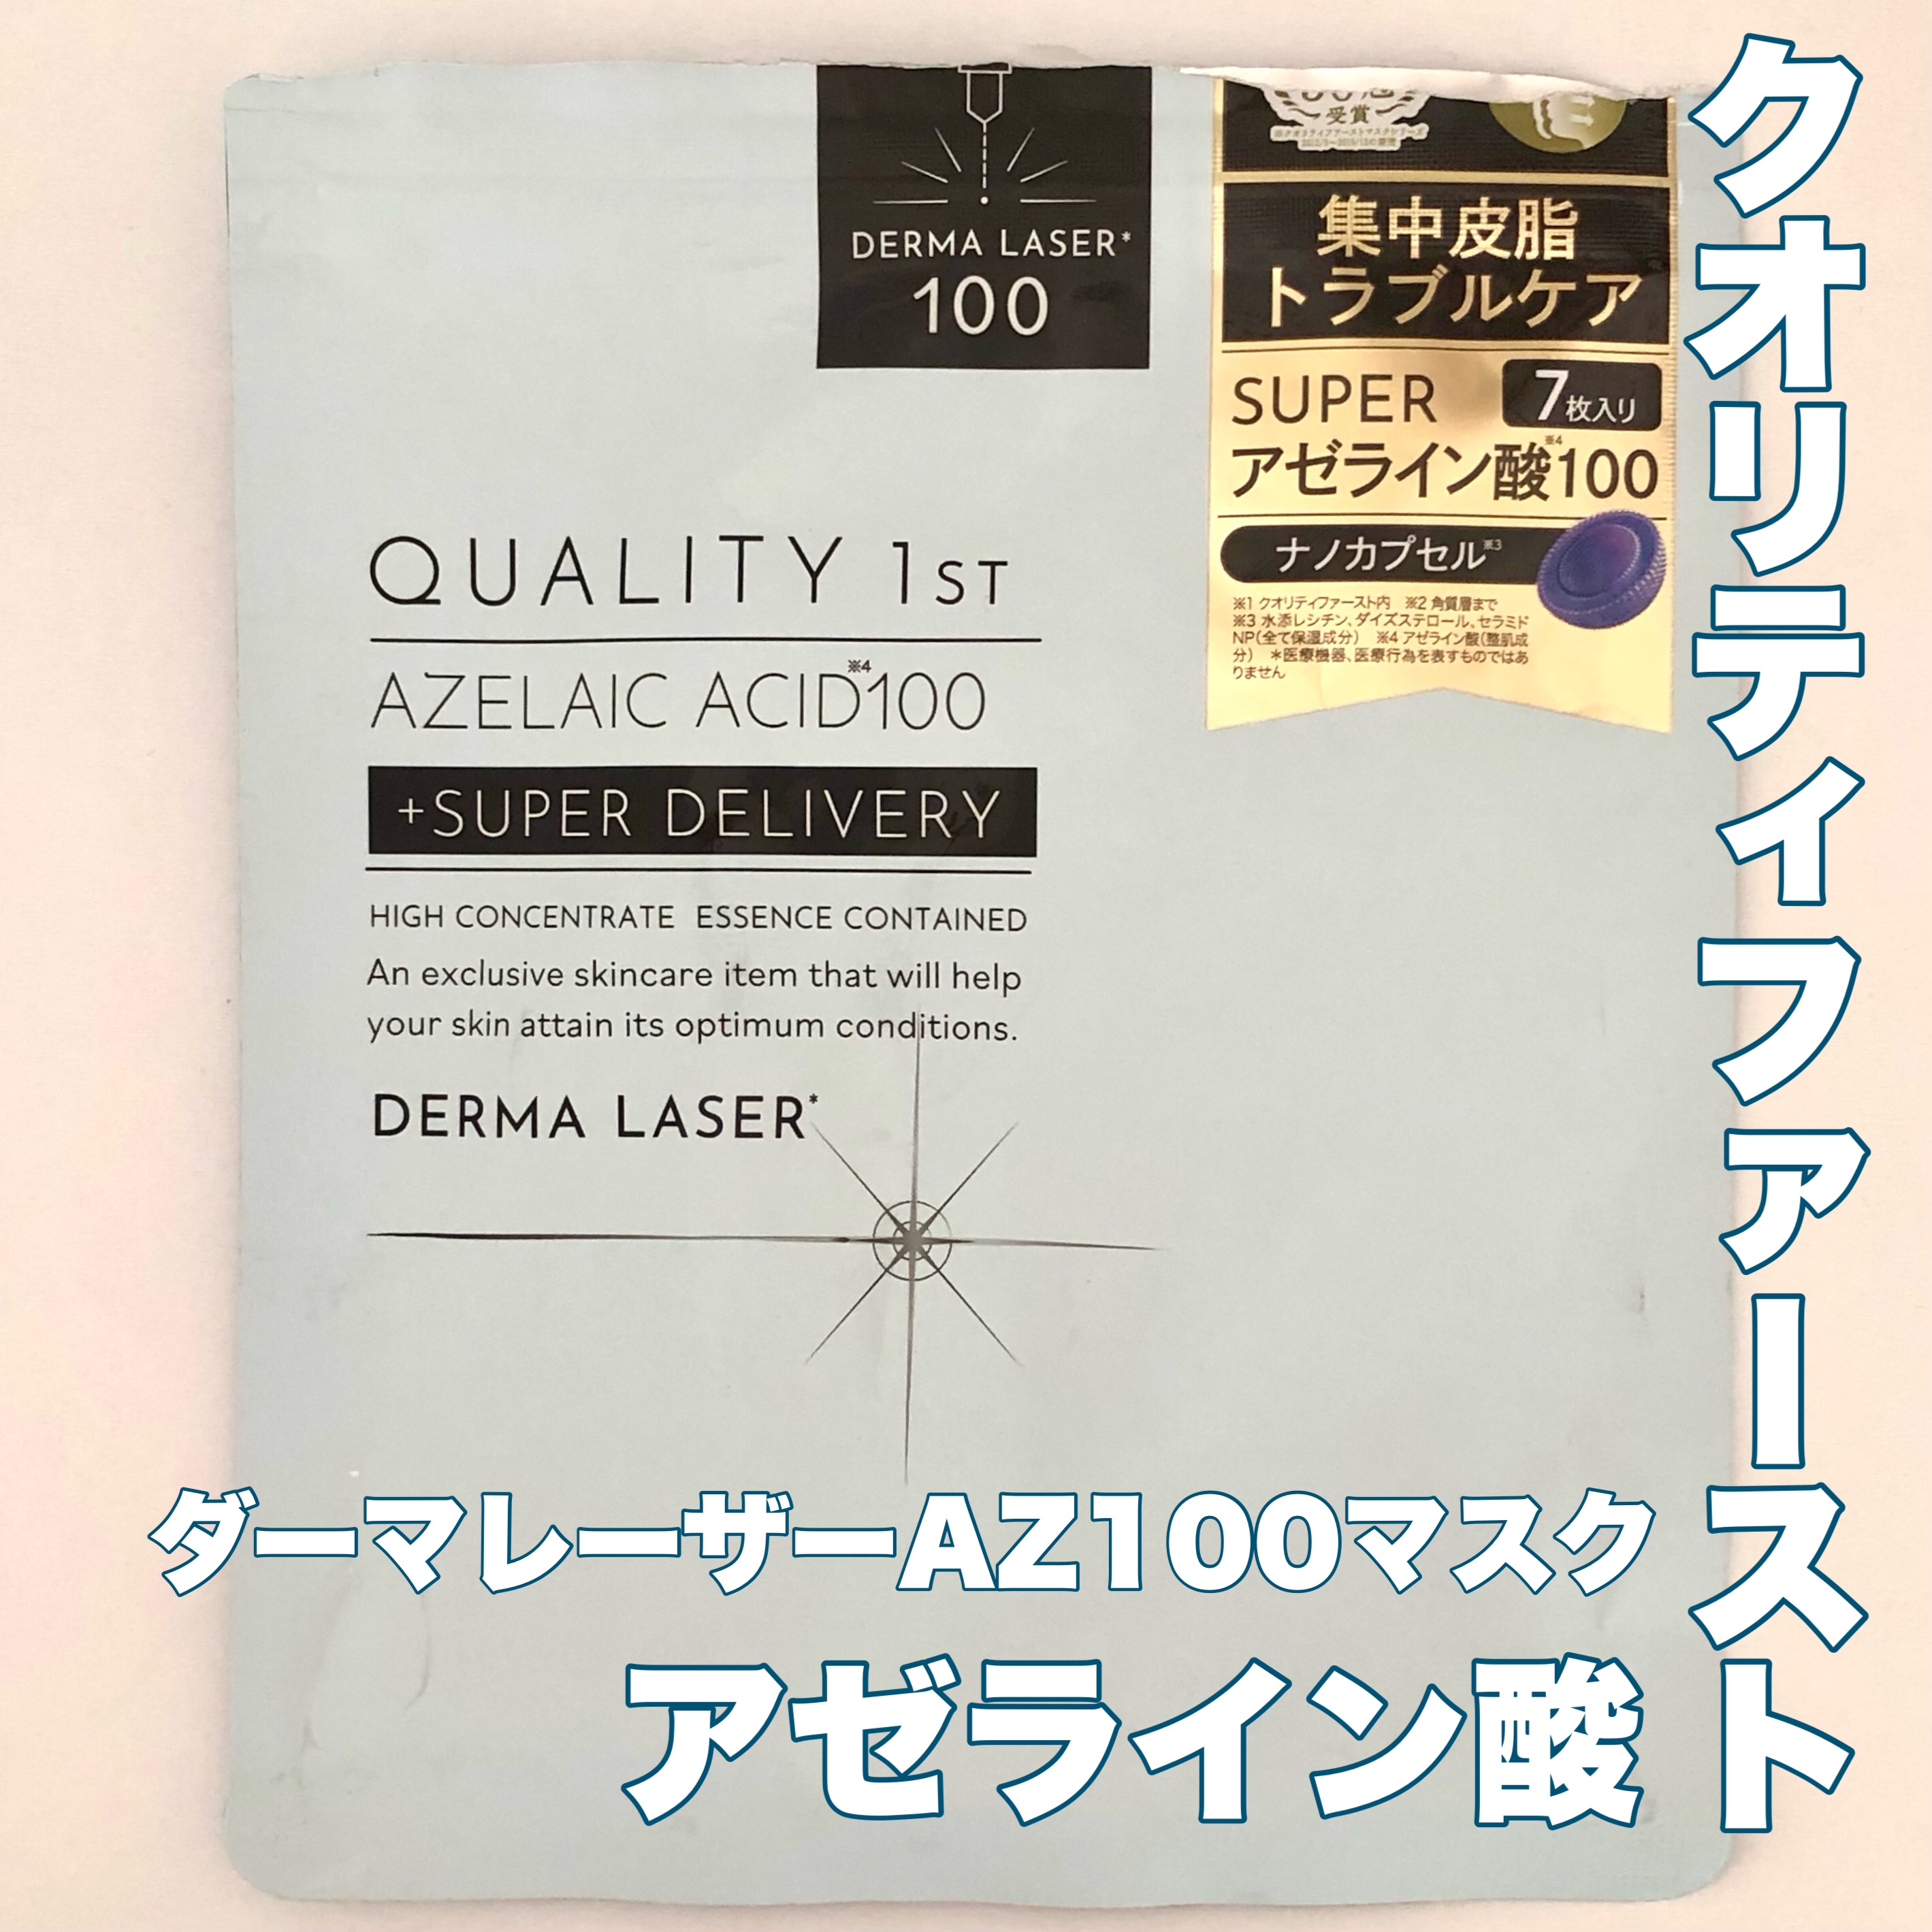 DERMA LASER*
100
受賞
集中皮脂
トラブルケア
SUPER
7枚入り
アゼライン酸※4100
ナノカプセル※3
※1 クオリティファースト内　※2 角質層まで
※3 水添レシチン、ダイズステロール、セラミド
NP(全て保湿成分)　※4 アゼライン酸(整肌成
分)　＊医療機器、医療行為を表すものではあ
りません
QUALITY 1ST
AZELAIC ACID※4100
+SUPER DELIVERY
HIGH CONCENTRATE ESSENCE CONTAINED
An exclusive skincare item that will help
your skin attain its optimum conditions.
DERMA LASER*
クオリティファースト
ダーマレーザーAZ100マスク
アゼライン酸